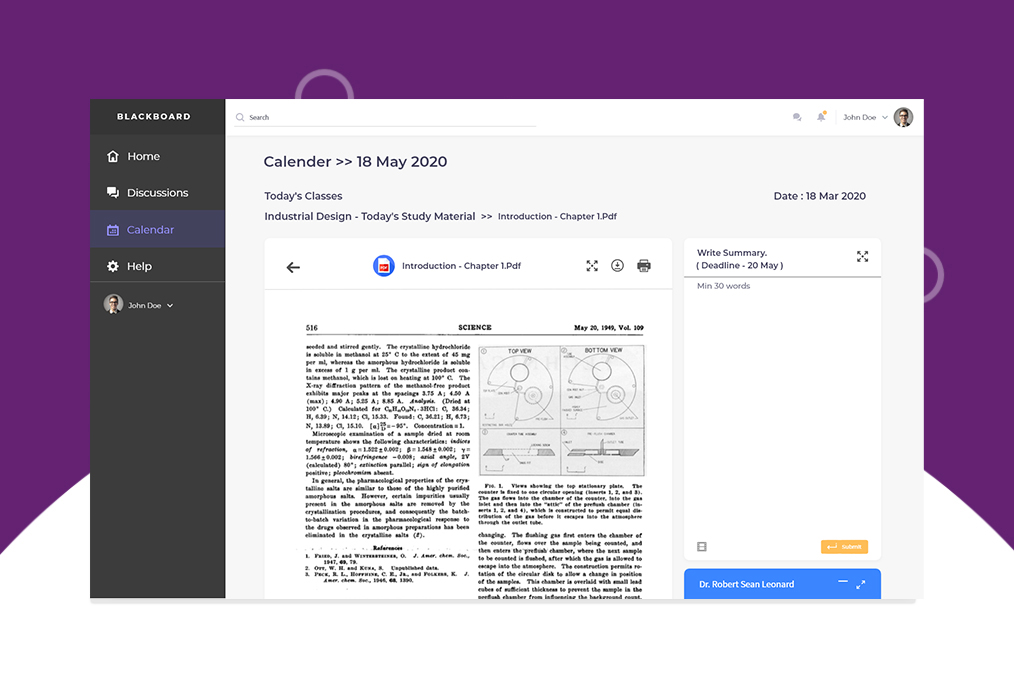 BLACKBOARD
Search
John Doe
Home
Discussions
Calendar
Help
John Doe
Calender >> 18 May 2020
Today's Classes
Date : 18 Mar 2020
Industrial Design - Today's Study Material >> Introduction - Chapter 1.Pdf
Introduction - Chapter 1.Pdf
516 SCIENCE May 20, 1949, Vol. 109
seeded and stirred gently. The crystalline hydrochloride
is soluble in methanol at 25° C to the extent of 45 mg
per ml, whereas the amorphous hydrochloride is soluble
in excess of 1 g per ml. The crystalline product con-
tains methanol, which is lost on heating at 100° C. The
X-ray diffraction pattern of the methanol-free product
exhibits major peaks at the spacings 3.75 A; 4.50 A
(max); 4.90 A; 5.25 A; 8.85 A. Analysis. (Dried at
100° C.) Calculated for 3HCl: C, 36.34;
H, 6.39; N, 14.12; Cl, 15.33. Found: C, 36.21; H, 6.73;
N, 13.89; Cl, 15.10. = -95°. Concentration = 1.
Microscopic examination of a sample dried at room
temperature shows the following characteristics: indices
of refraction, α = 1.522 ± 0.002; β = 1.548 ± 0.002; γ =
1.566 ± 0.002; birefringence -0.008; axial angle, 2V
(calculated) 80°; extinction parallel; sign of elongation
positive; pleochromism absent.
In general, the pharmacological properties of the crys-
talline salts are similar to those of the highly purified
amorphous salts. However, certain impurities usually
present in the amorphous salts are removed by the
crystallization procedures, and consequently the batch-
to-batch variation in the pharmacological response to
the drugs observed in amorphous preparations has been
eliminated in the crystalline salts (2).
References
1. FRIED, J. and WINTERSTEINER, O. J. Amer. chem. Soc.,
1947, 69, 79.
2. OTT, W. H. and KUNA, S. Unpublished data.
3. PECK, R. L., HOFFHINE, C. E., Jr., and FOLKERS, K. J.
Amer. chem. Soc., 1946, 68, 1390.
TOP VIEW
BOTTOM VIEW
FIG. 1. Views showing the top stationary plate. The
counter is fixed to one circular opening (inserts 1, 2, and 3).
The gas flows into the chamber of the counter, into the gas
inlet and then into the "attic" of the preflush chamber (in-
serts 1, 2, and 4), which is constructed to permit equal dis-
tribution of the gas before it escapes into the atmosphere
through the outlet tube.
changing. The flushing gas first enters the chamber of
the counter, flows over the sample being counted, and
then enters the preflush chamber, where the next sample
to be counted is flushed, after which the gas is allowed to
escape into the atmosphere. The construction permits ro-
tation of the circular disk to allow a change in position
of the samples. This chamber is overlaid with small lead
cubes of sufficient thickness to prevent the sample in the
preflush chamber from influencing the background count.
Write Summary.
( Deadline - 20 May )
Min 30 words
Submit
Dr. Robert Sean Leonard